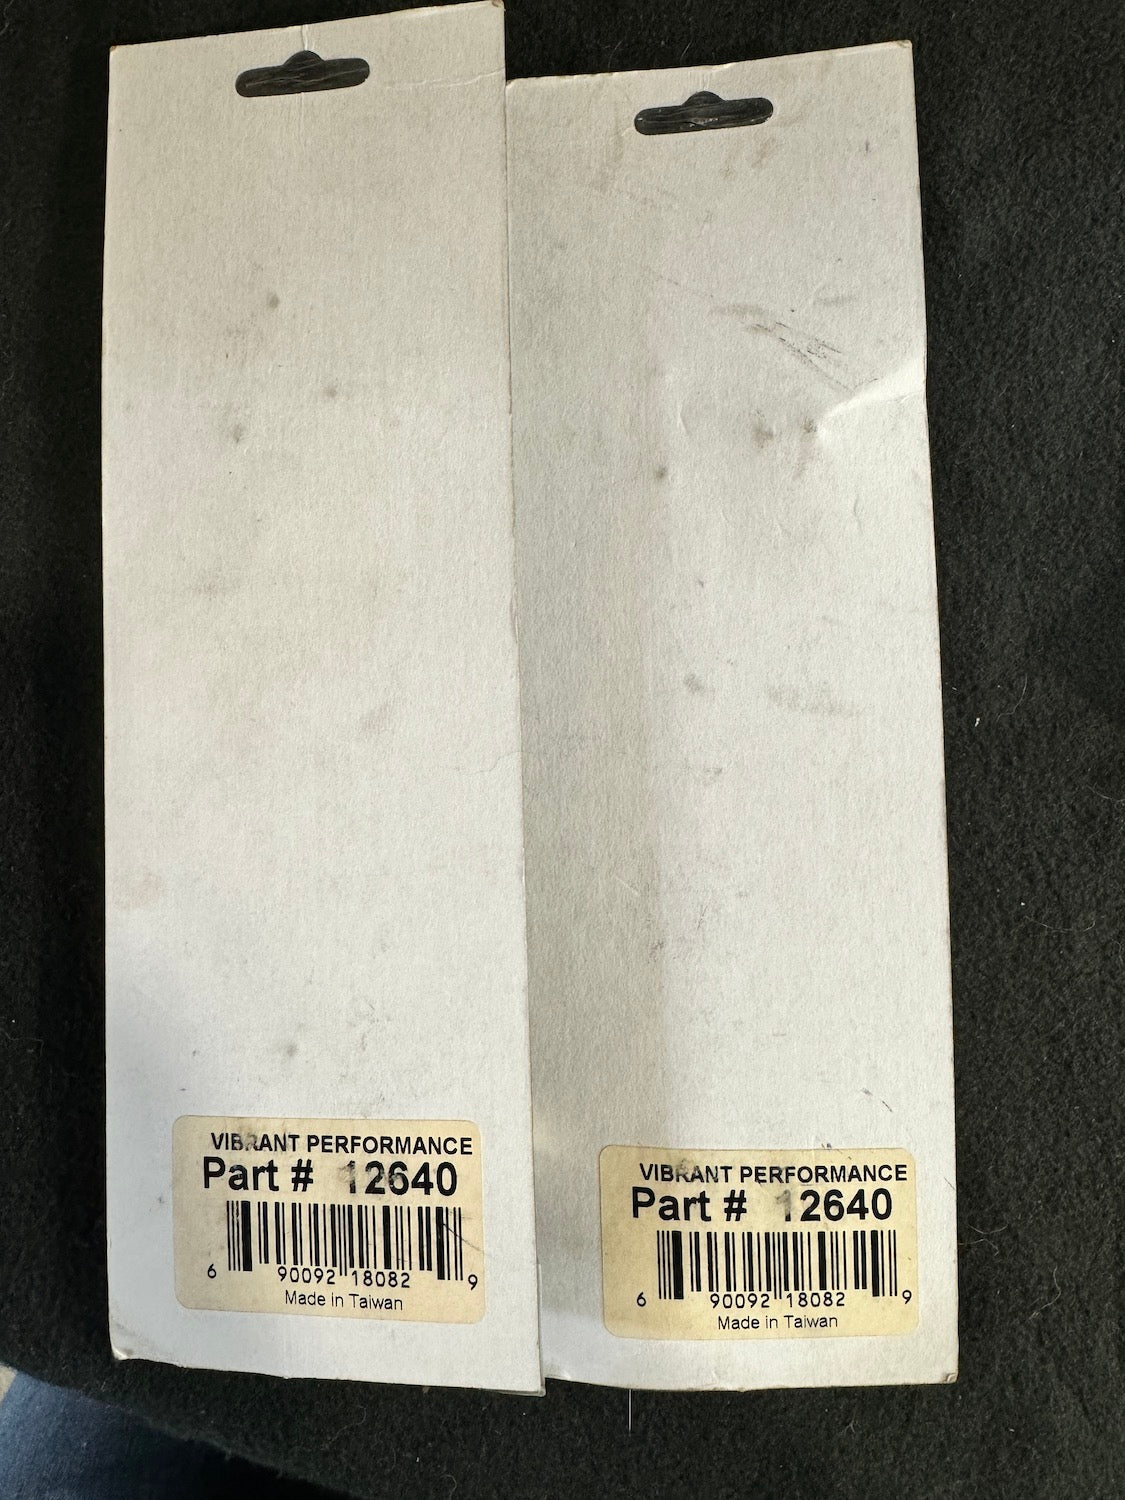 VIBRANT PERFORMANCE
Part # 12640
6 90092 18082 9
Made in Taiwan
VIBRANT PERFORMANCE
Part # 12640
6 90092 18082 9
Made in Taiwan